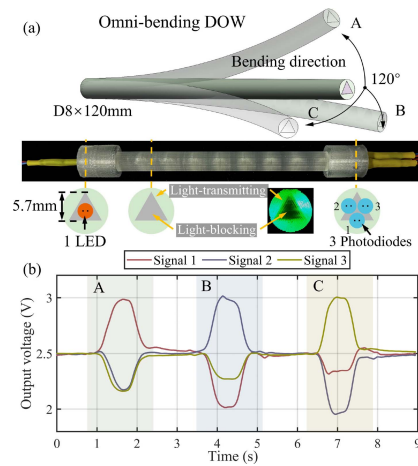 (a)
Omni-bending DOW
A
Bending direction
120°
D8×120mm
C
B
5.7mm
Light-transmitting
Light-blocking
1 LED
2
3
1
3 Photodiodes
(b)
Signal 1
Signal 2
Signal 3
A
B
C
Output voltage (V)
3
2.5
2
0
1
2
3
4
5
6
7
8
9
Time (s)